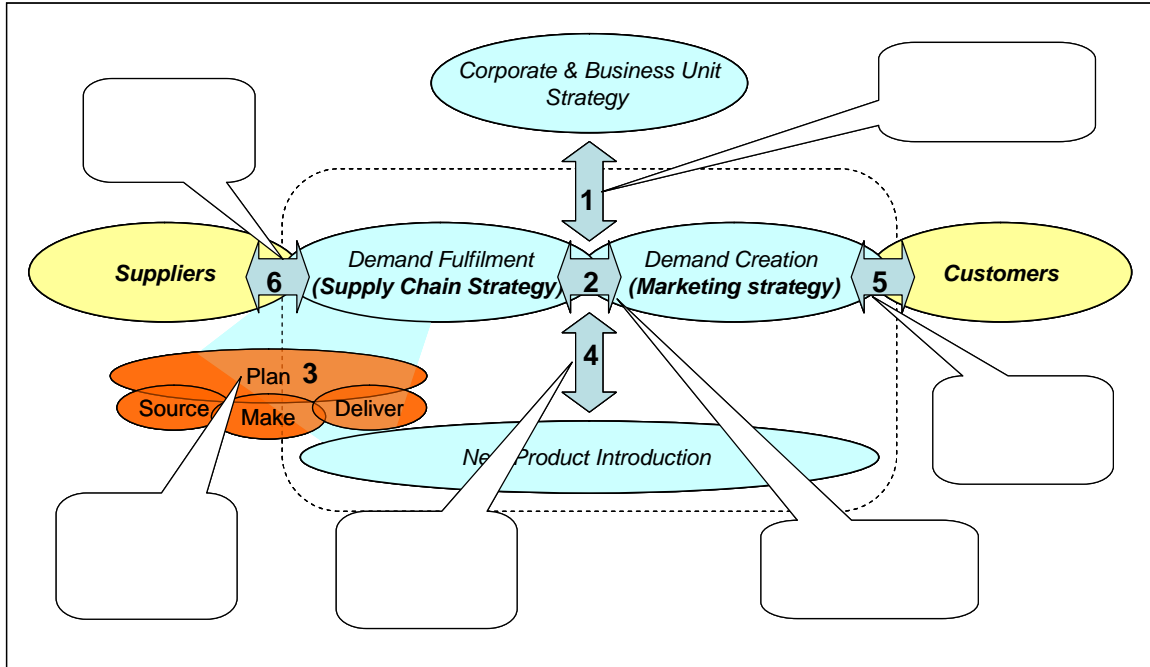 Corporate & Business Unit
Strategy
1
Suppliers
6
Demand Fulfilment
(Supply Chain Strategy)
2
Demand Creation
(Marketing strategy)
5
Customers
4
Plan 3
Source
Make
Deliver
New Product Introduction